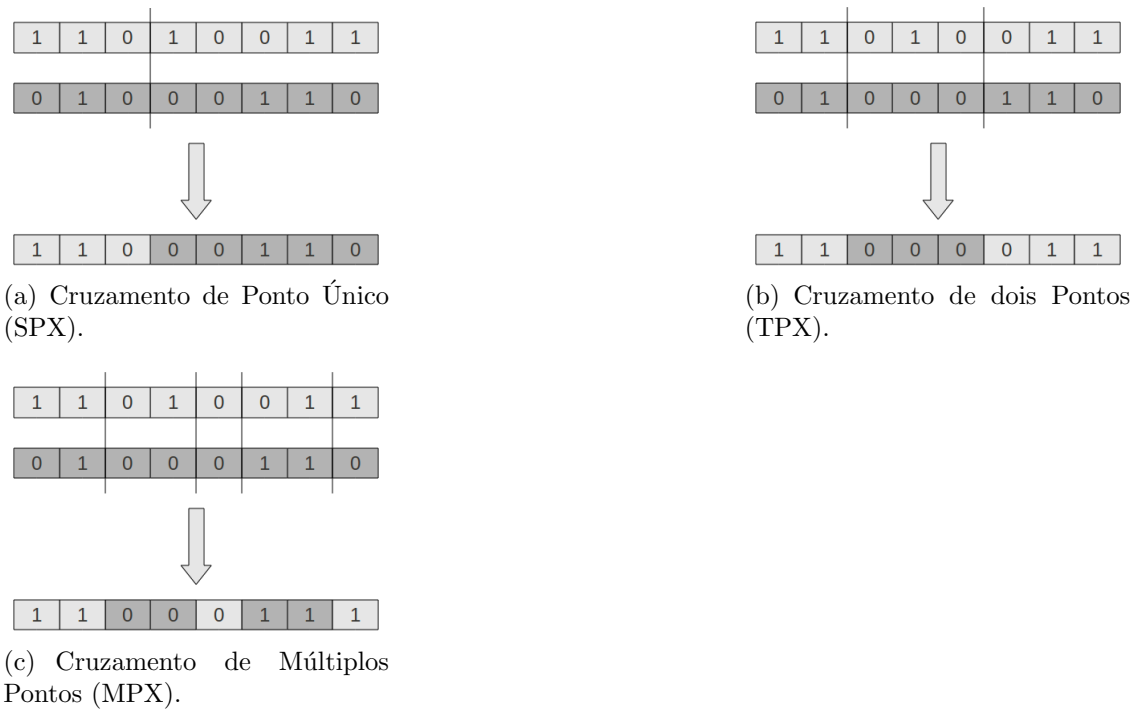 1 1 0 1 0 0 1 1
0 1 0 0 0 1 1 0
1 1 0 0 0 1 1 0
(a) Cruzamento de Ponto Único
(SPX).
1 1 0 1 0 0 1 1
0 1 0 0 0 1 1 0
1 1 0 0 0 0 1 1
(b) Cruzamento de dois Pontos
(TPX).
1 1 0 1 0 0 1 1
0 1 0 0 0 1 1 0
1 1 0 0 0 1 1 1
(c) Cruzamento de Múltiplos
Pontos (MPX).